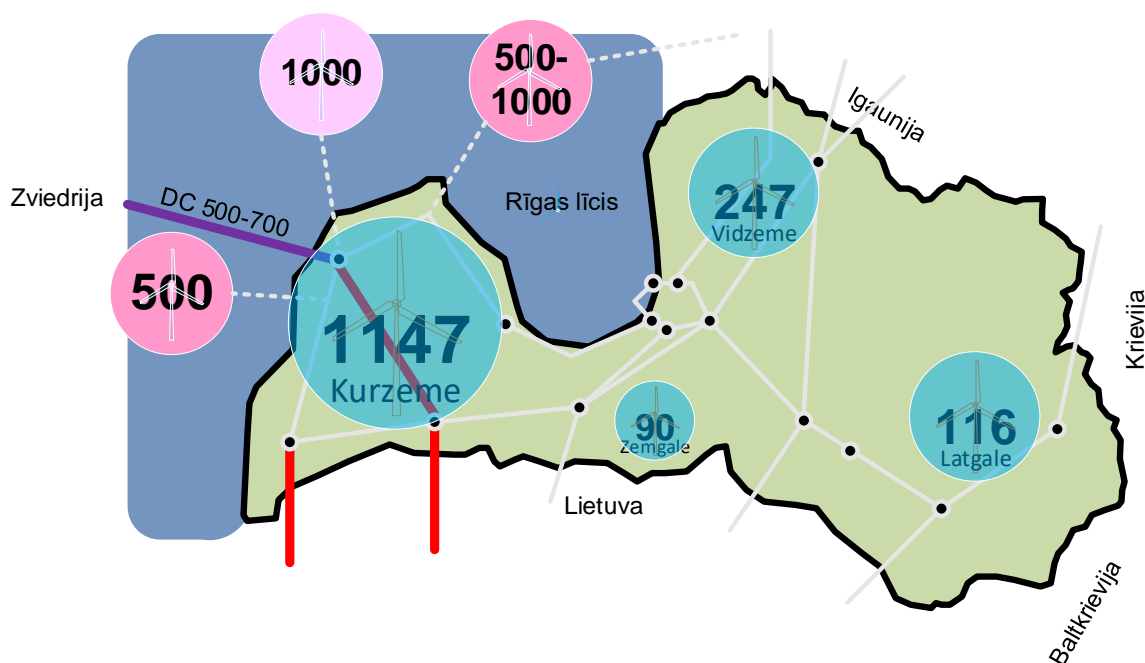 1000
500-
1000
Igaunija
Zviedrija
DC 500-700
Rīgas līcis
247
Vidzeme
500
1147
Kurzeme
Krievija
90
Zemgale
116
Latgale
Lietuva
Baltkrievija